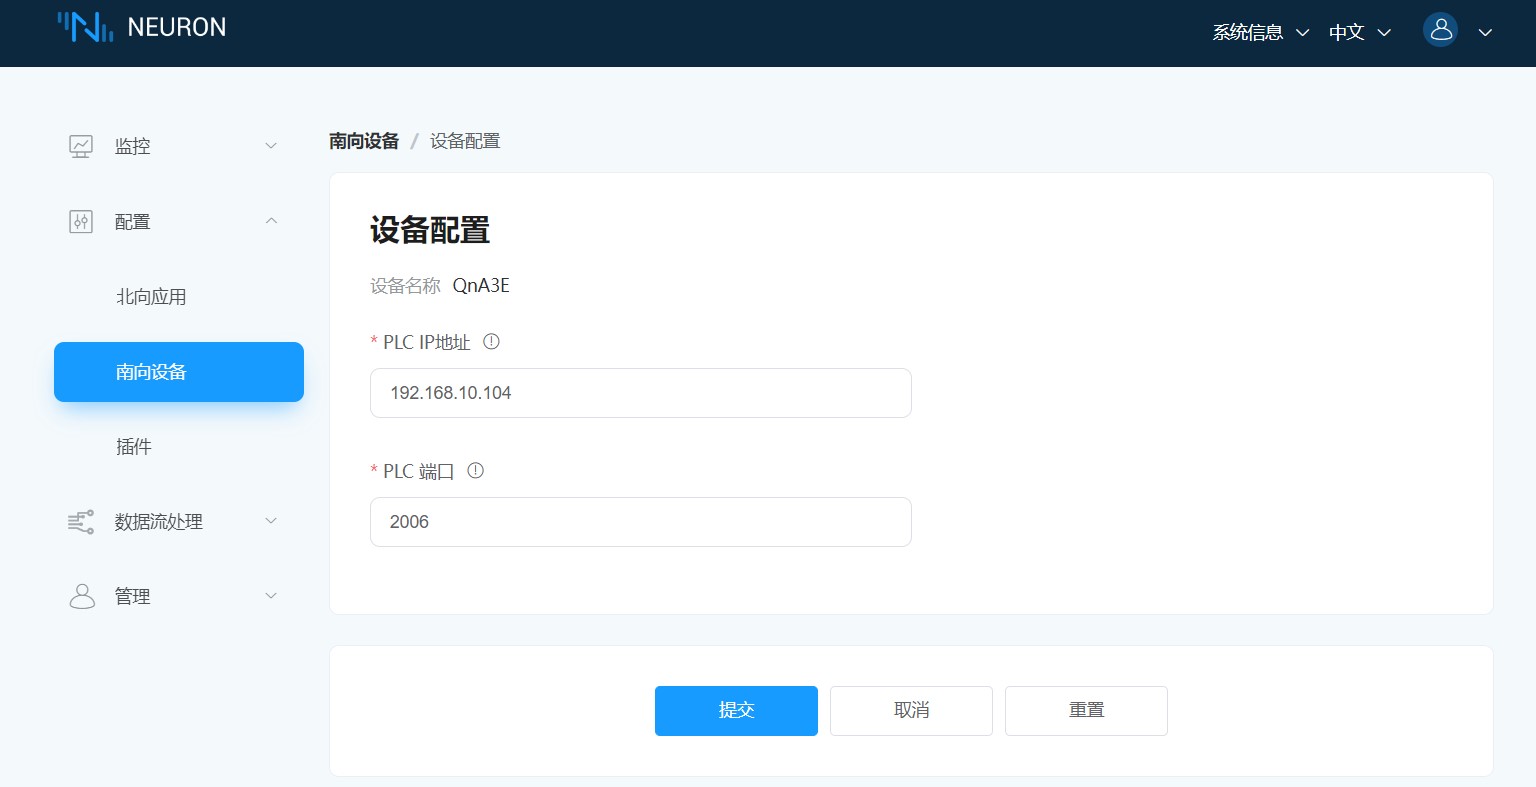 NEURON
系统信息
中文
监控
配置
北向应用
南向设备
插件
数据流处理
管理
南向设备 / 设备配置
设备配置
设备名称 QnA3E
* PLC IP地址
192.168.10.104
* PLC 端口
2006
提交
取消
重置